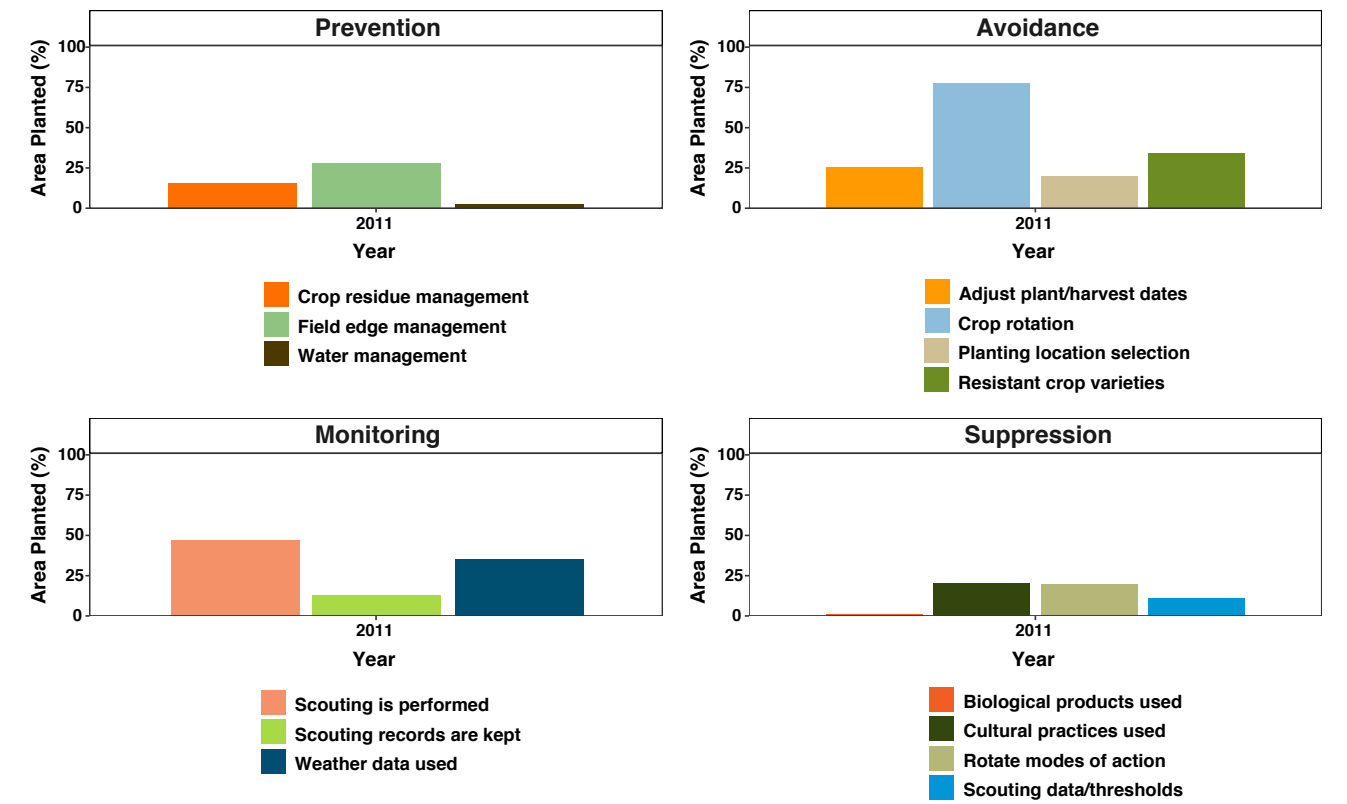 Prevention
Area Planted (%)
100
75
50
25
0
2011
Year
Crop residue management
Field edge management
Water management
Avoidance
Area Planted (%)
100
75
50
25
0
2011
Year
Adjust plant/harvest dates
Crop rotation
Planting location selection
Resistant crop varieties
Monitoring
Area Planted (%)
100
75
50
25
0
2011
Year
Scouting is performed
Scouting records are kept
Weather data used
Suppression
Area Planted (%)
100
75
50
25
0
2011
Year
Biological products used
Cultural practices used
Rotate modes of action
Scouting data/thresholds